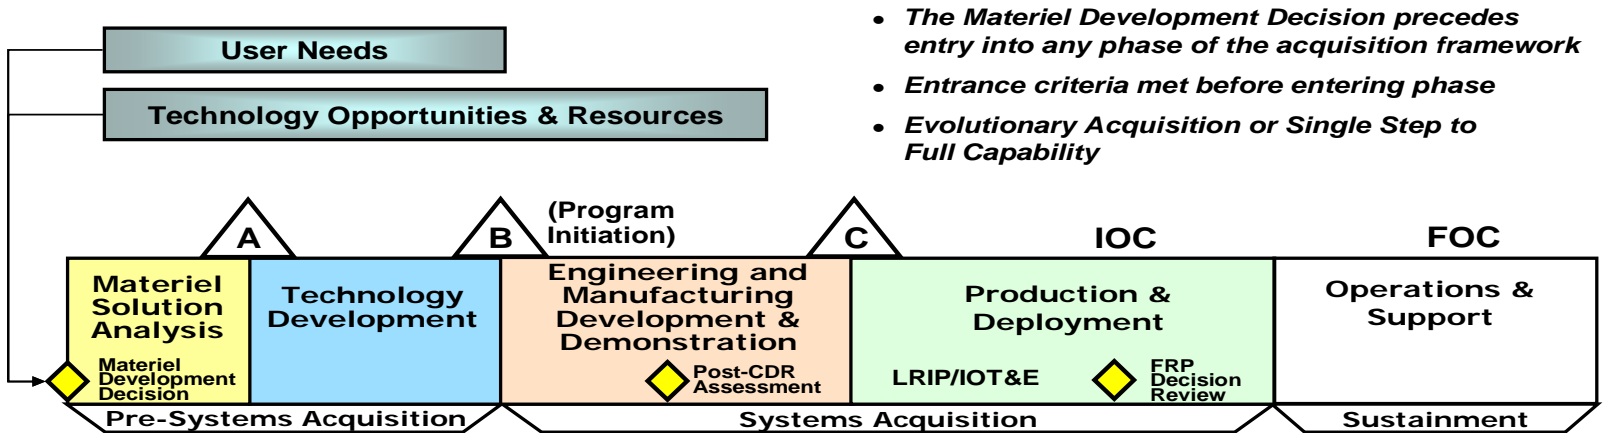 User Needs
Technology Opportunities & Resources
• The Materiel Development Decision precedes
entry into any phase of the acquisition framework
• Entrance criteria met before entering phase
• Evolutionary Acquisition or Single Step to
Full Capability
A
B
(Program
Initiation)
C
IOC
FOC
Materiel
Solution
Analysis
Materiel
Development
Decision
Technology
Development
Engineering and
Manufacturing
Development &
Demonstration
Post-CDR
Assessment
Production &
Deployment
LRIP/IOT&E
FRP
Decision
Review
Operations &
Support
Pre-Systems Acquisition
Systems Acquisition
Sustainment